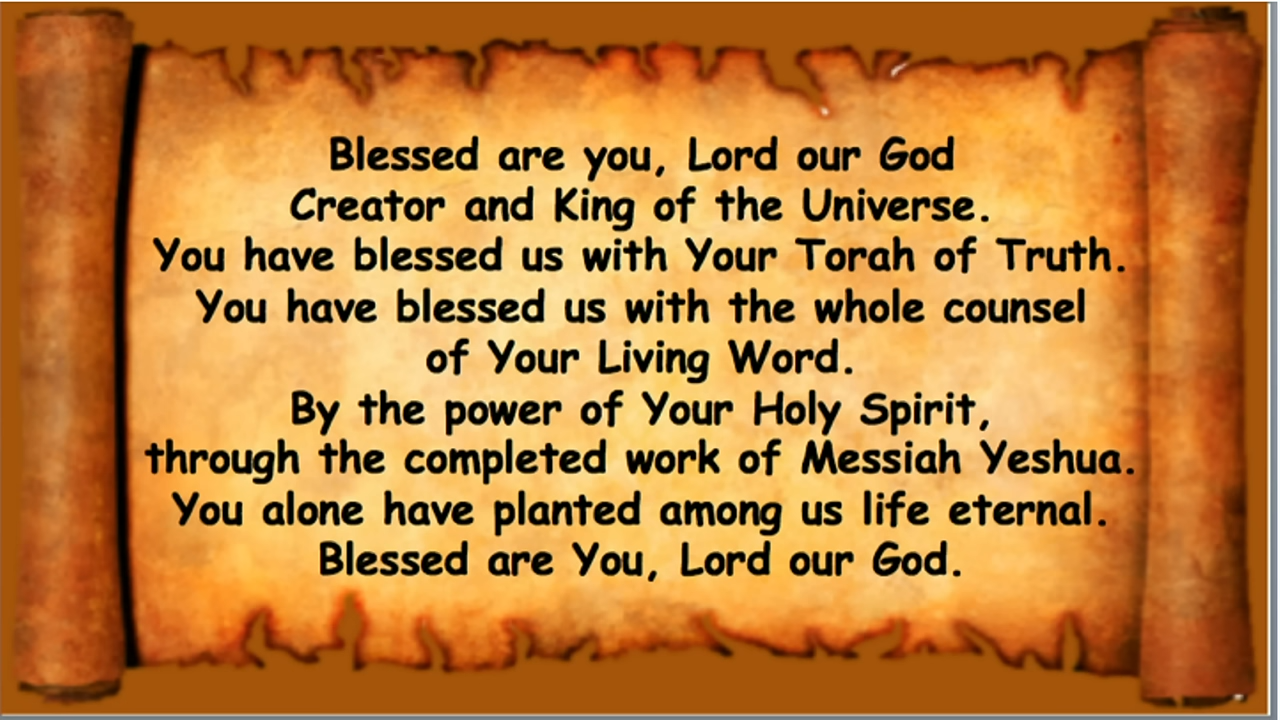 Blessed are you, Lord our God
Creator and King of the Universe.
You have blessed us with Your Torah of Truth.
You have blessed us with the whole counsel
of Your Living Word.
By the power of Your Holy Spirit,
through the completed work of Messiah Yeshua.
You alone have planted among us life eternal.
Blessed are You, Lord our God.